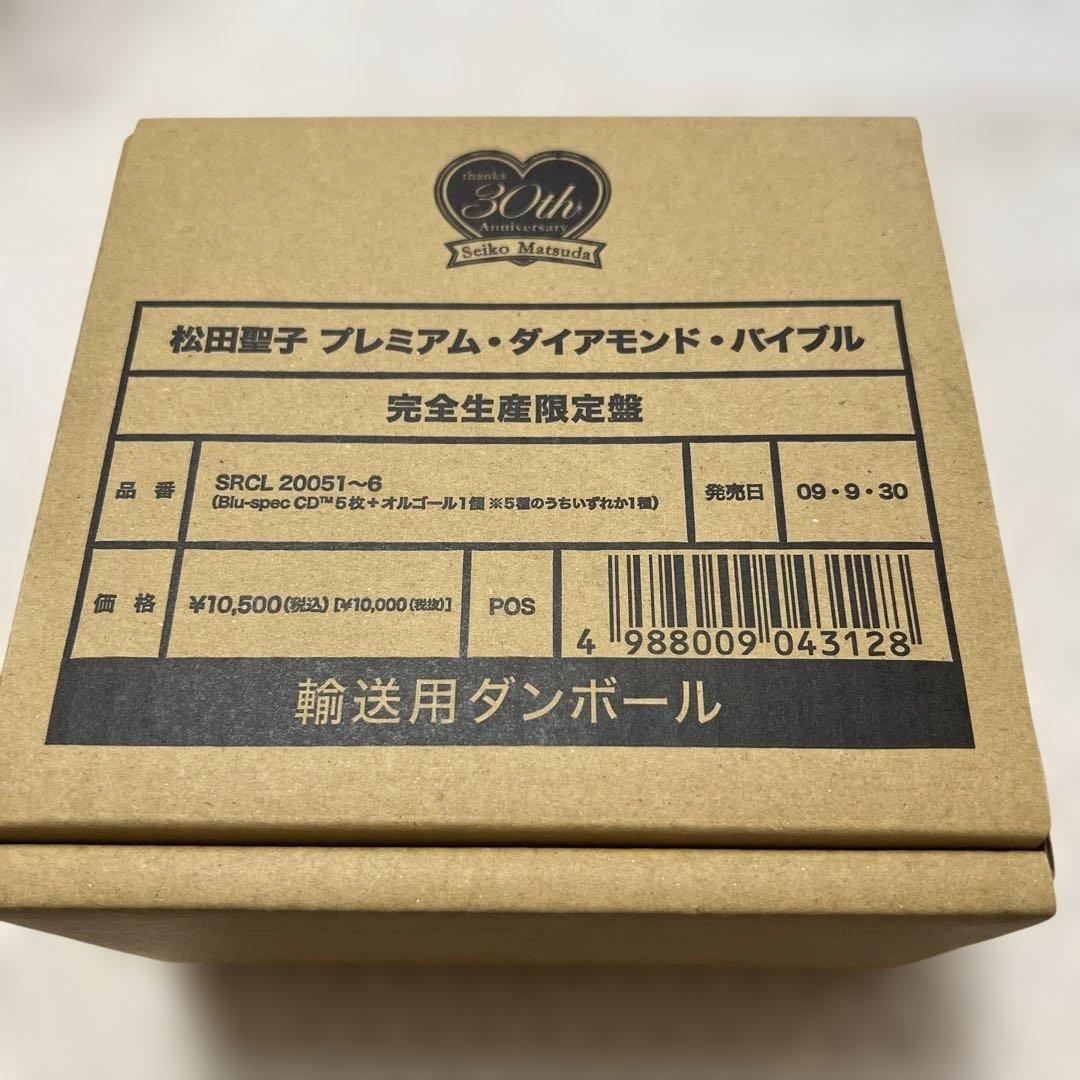 thanks
30th
Anniversary
Seiko Matsuda
松田聖子 プレミアム・ダイアモンド・バイブル
完全生産限定盤
品番
SRCL 20051〜6
(Blu-spec CD™5枚+オルゴール1個 ※5種のうちいずれか1種)
発売日
09・9・30
価格
¥10,500(税込) [¥10,000(税抜)]
POS
4 988009 043128
輸送用ダンボール